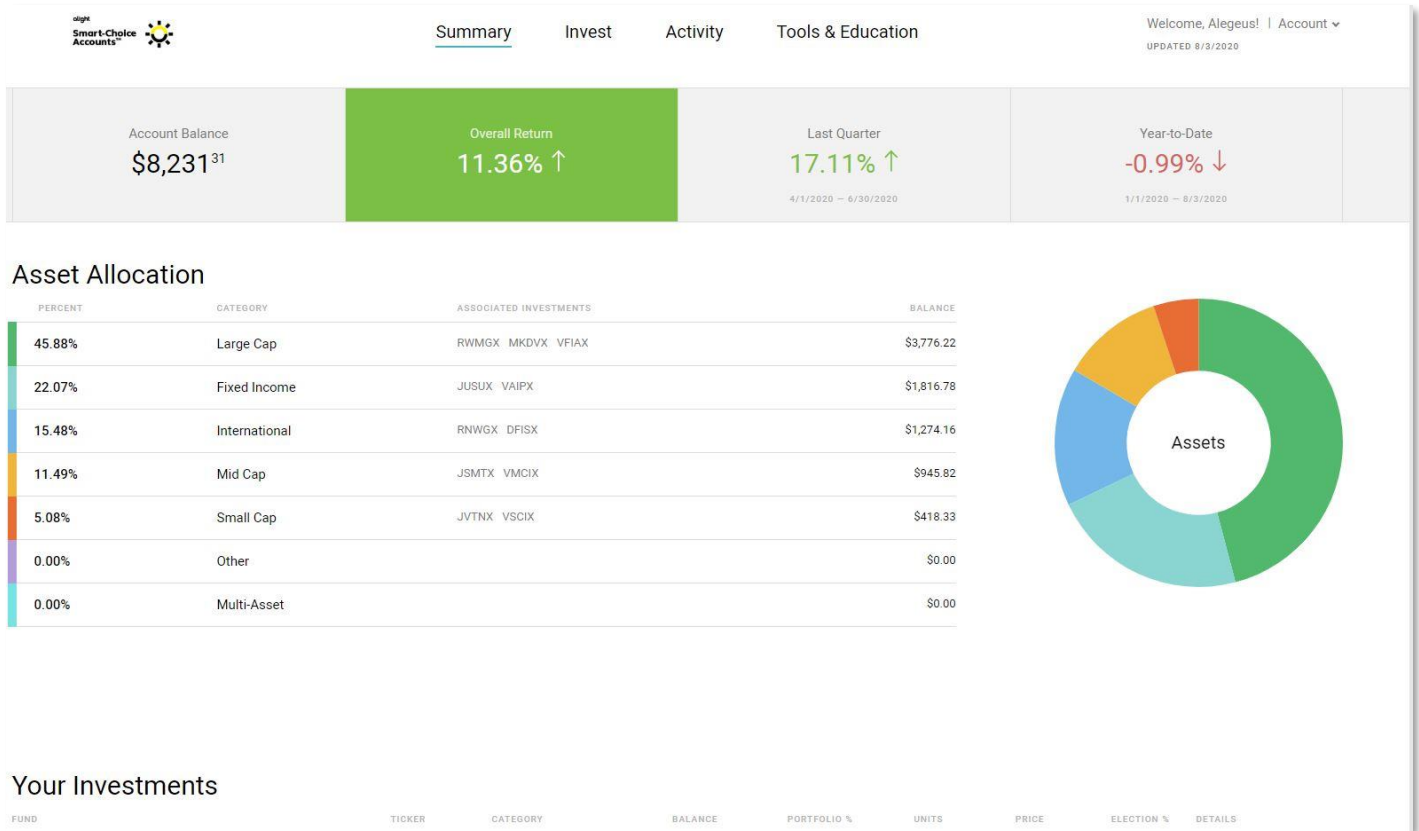 alight
Smart-Choice
Accounts℠
Summary Invest Activity Tools & Education
Welcome, Alegeus! | Account
UPDATED 8/3/2020
Account Balance
$8,231 31
Overall Return
11.36% ↑
Last Quarter
17.11% ↑
4/1/2020 — 6/30/2020
Year-to-Date
-0.99% ↓
1/1/2020 — 8/3/2020
Asset Allocation
PERCENT CATEGORY ASSOCIATED INVESTMENTS BALANCE
45.88% Large Cap RWMGX MKDVX VFIAX $3,776.22
22.07% Fixed Income JUSUX VAIPX $1,816.78
15.48% International RNWGX DFISX $1,274.16
11.49% Mid Cap JSMTX VMCIX $945.82
5.08% Small Cap JVTNX VSCIX $418.33
0.00% Other $0.00
0.00% Multi-Asset $0.00
Assets
Your Investments
FUND TICKER CATEGORY BALANCE PORTFOLIO % UNITS PRICE ELECTION % DETAILS